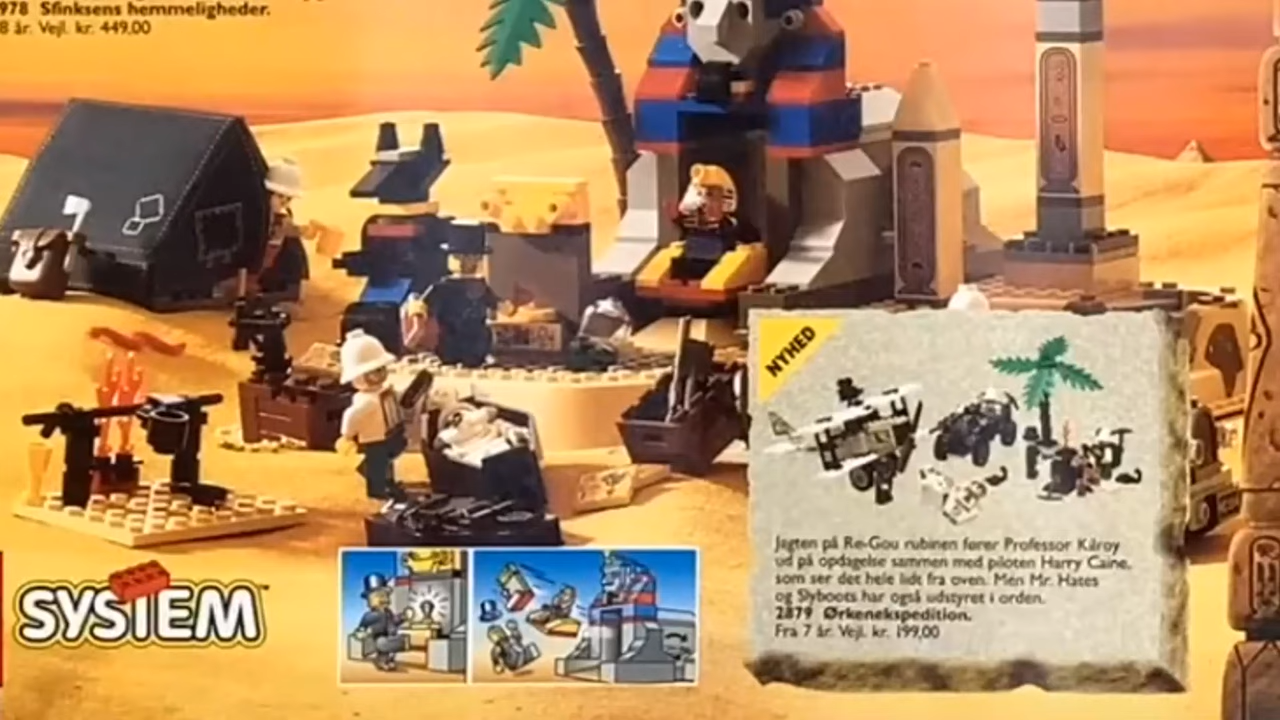 978 Sfinksens hemmeligheder.
8 år. Vejl. kr. 449,00
NYHED
Jagten på Re-Gou rubinen fører Professor Kilroy
ud på opdagelse sammen med piloten Harry Caine,
som ser det hele lidt fra oven. Men Mr. Hates
og Slyboots har også udstyret i orden.
2879 Ørkenekspedition.
Fra 7 år. Vejl. kr. 199,00
SYSTEM